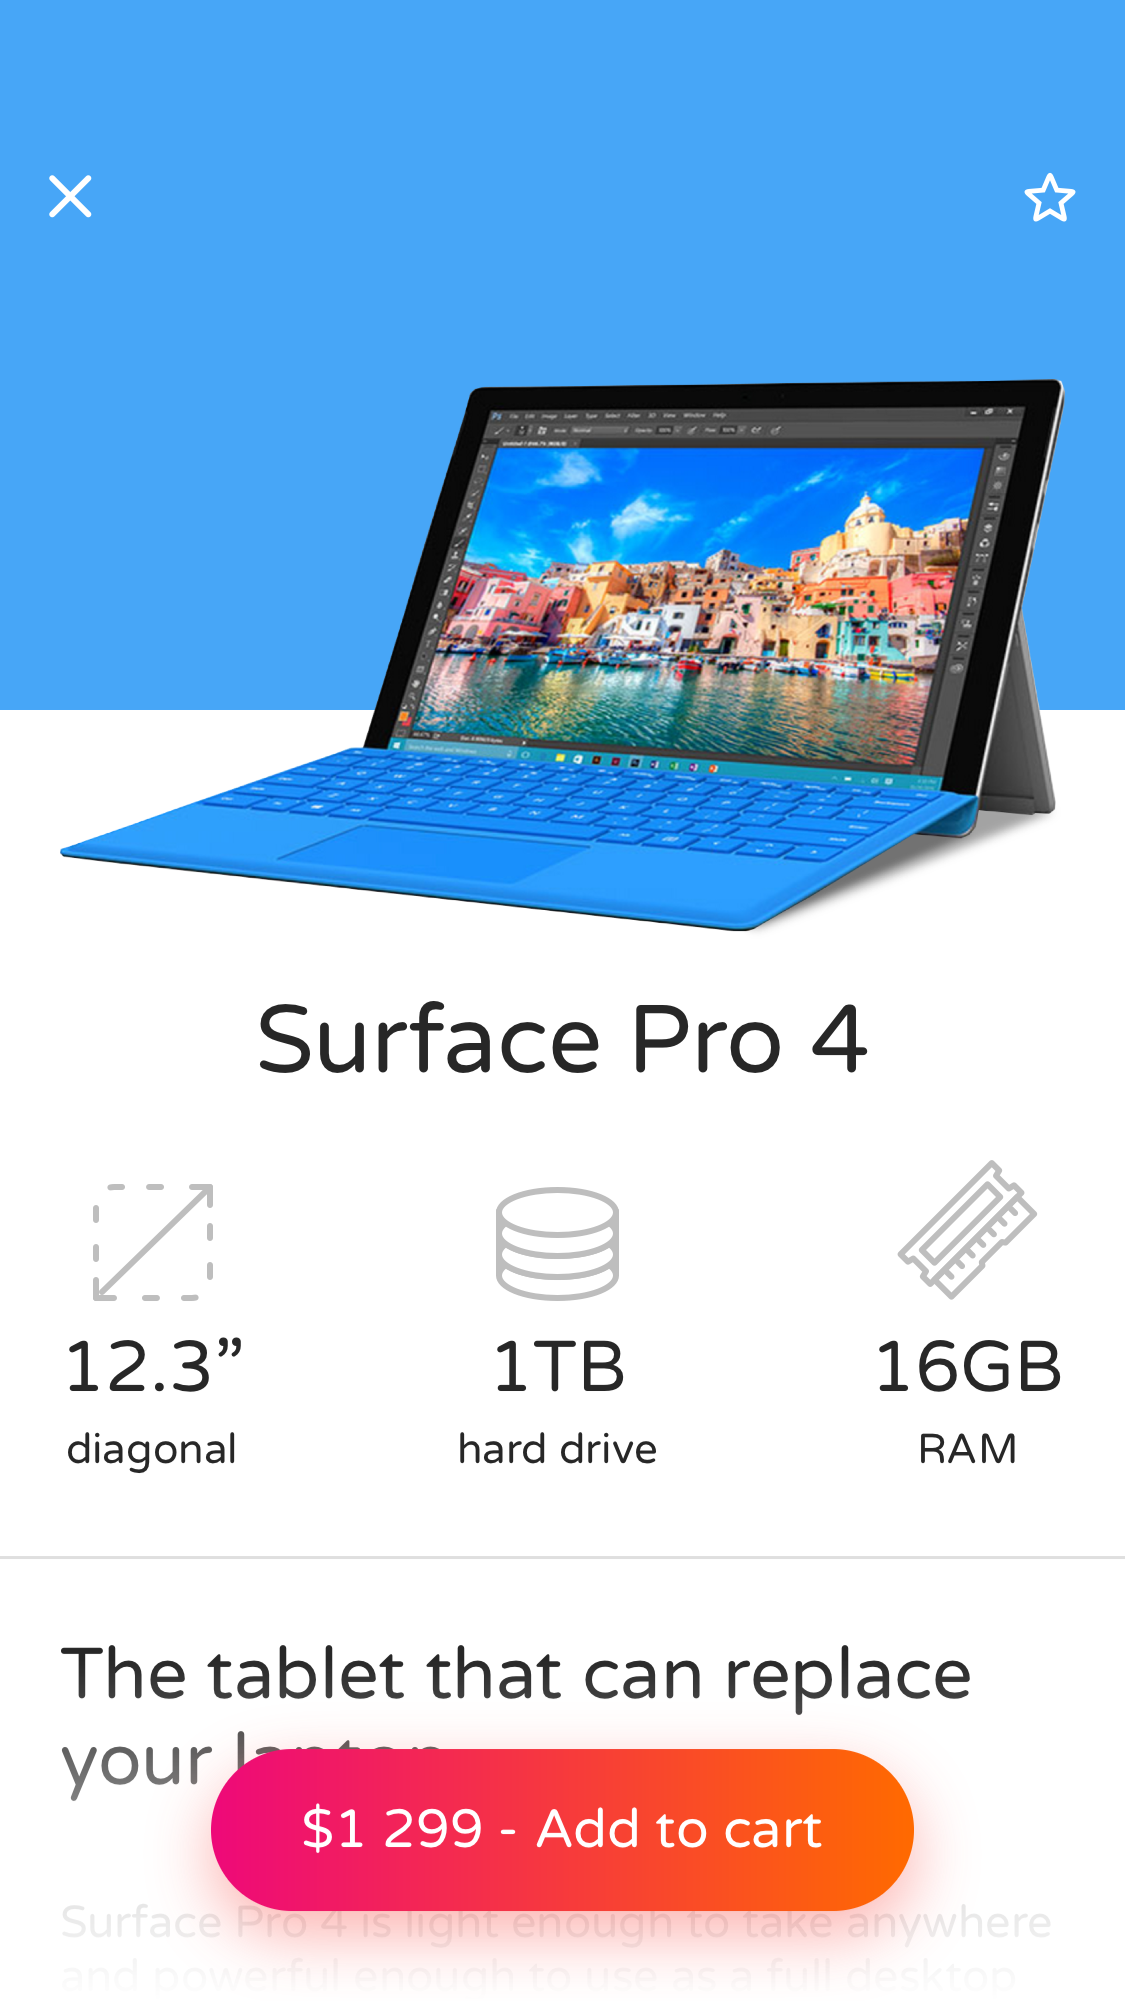 Surface Pro 4
12.3”
1TB
16GB
diagonal
hard drive
RAM
The tablet that can replace
your laptop
$1 299 - Add to cart
Surface Pro 4 is light enough to take anywhere
and powerful enough to use as a full desktop